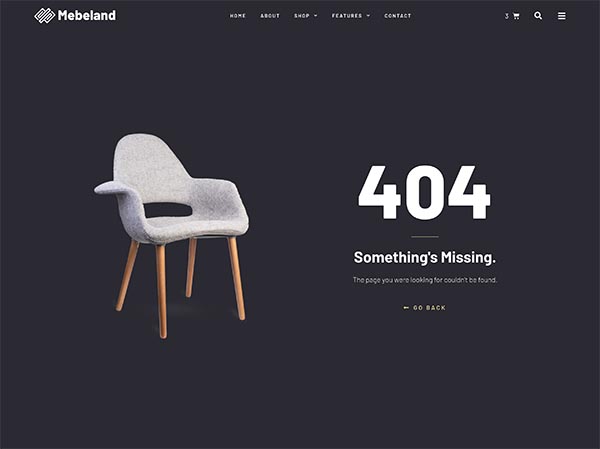 Mebeland
HOME ABOUT SHOP FEATURES CONTACT
3
404
Something's Missing.
The page you were looking for couldn't be found.
← GO BACK